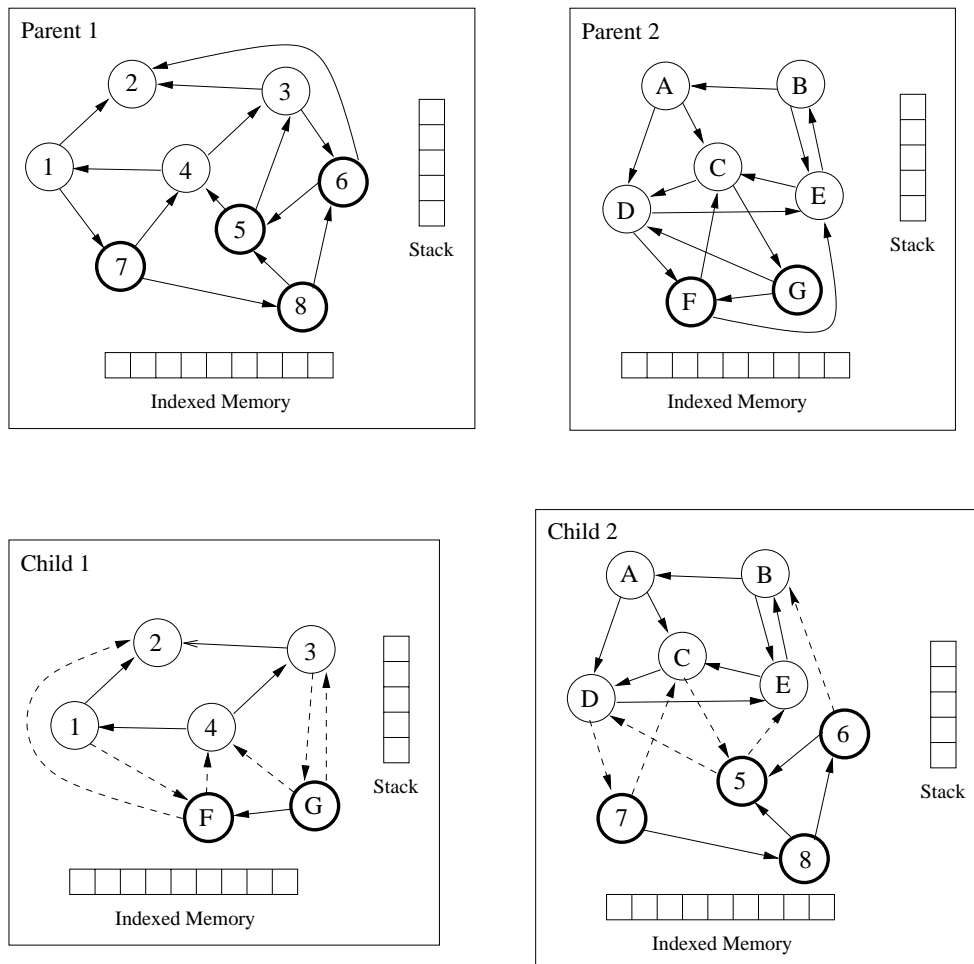 Parent 1
2
3
1
4
6
5
7
8
Stack
Indexed Memory
Parent 2
A
B
C
D
E
F
G
Stack
Indexed Memory
Child 1
2
3
1
4
F
G
Stack
Indexed Memory
Child 2
A
B
C
D
E
6
5
7
8
Stack
Indexed Memory